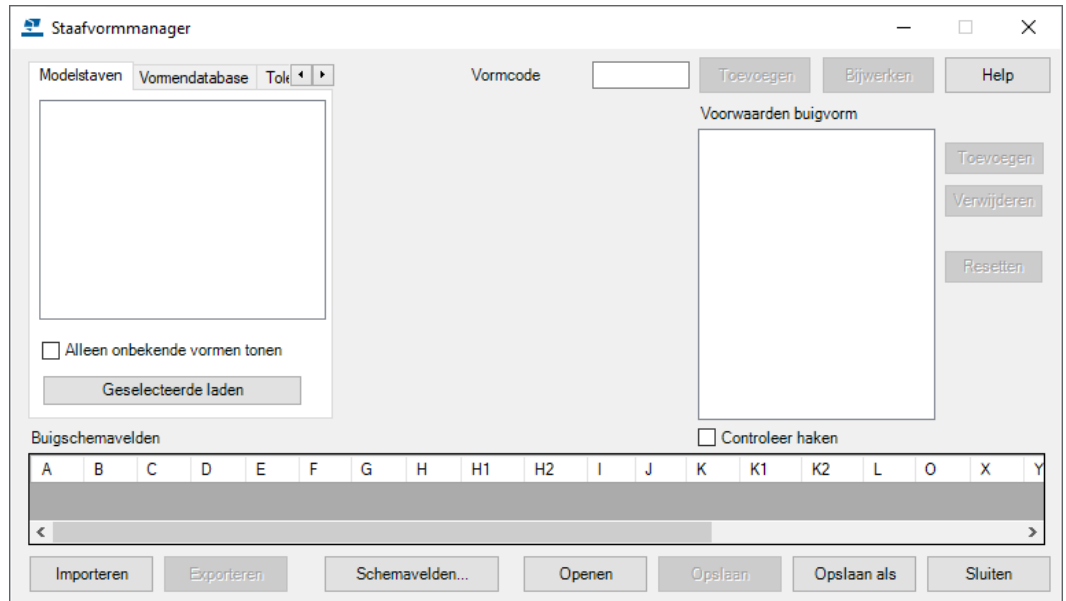 Staafvormmanager
Modelstaven Vormendatabase Tole
Vormcode Toevoegen Bijwerken Help
Voorwaarden buigvorm
Toevoegen
Verwijderen
Resetten
Alleen onbekende vormen tonen
Geselecteerde laden
Buigschemavelden
Controleer haken
A B C D E F G H H1 H2 I J K K1 K2 L O X Y
Importeren Exporteren Schemavelden... Openen Opslaan Opslaan als Sluiten